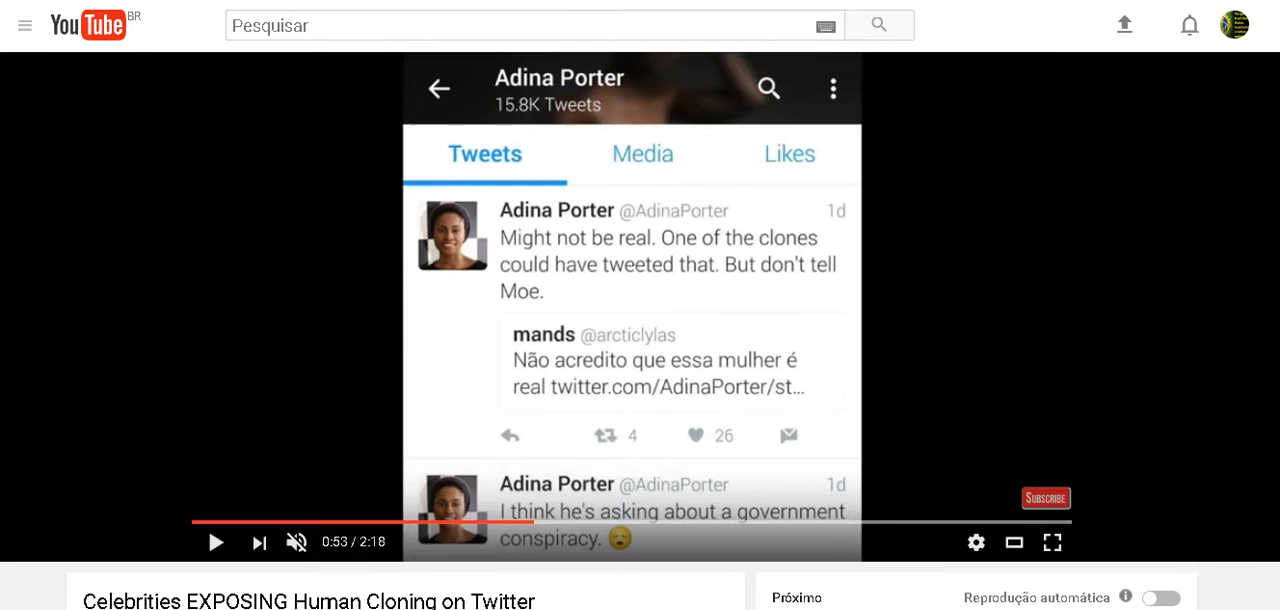 YouTube BR
Pesquisar
Adina Porter
15.8K Tweets
Tweets Media Likes
Adina Porter @AdinaPorter 1d
Might not be real. One of the clones
could have tweeted that. But don't tell
Moe.
mands @arcticlylas
Não acredito que essa mulher é
real twitter.com/AdinaPorter/st...
4 26
Adina Porter @AdinaPorter 1d
I think he's asking about a government
conspiracy.
SUBSCRIBE
0:53 / 2:18
Celebrities EXPOSING Human Cloning on Twitter
Próximo Reprodução automática